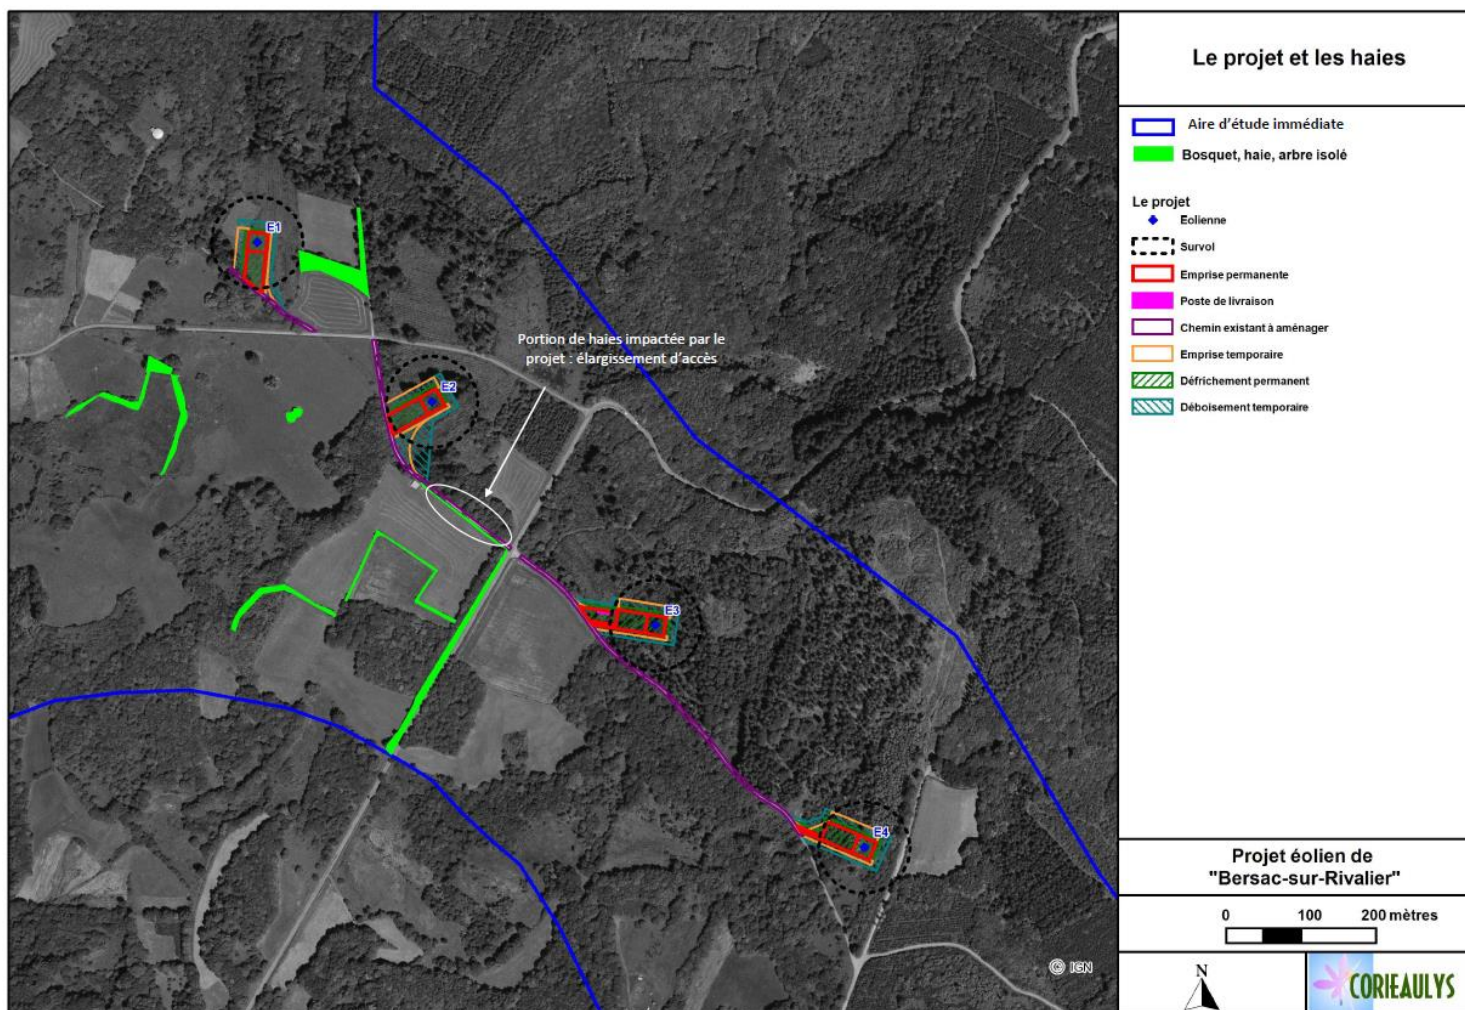 Le projet et les haies
Aire d'étude immédiate
Bosquet, haie, arbre isolé
Le projet
Eolienne
Survol
Emprise permanente
Poste de livraison
Chemin existant à aménager
Emprise temporaire
Défrichement permanent
Déboisement temporaire
E1
Portion de haies impactée par le
projet : élargissement d'accès
E2
E3
E4
© IGN
Projet éolien de
"Bersac-sur-Rivalier"
0 100 200 mètres
N
CORIEAULYS